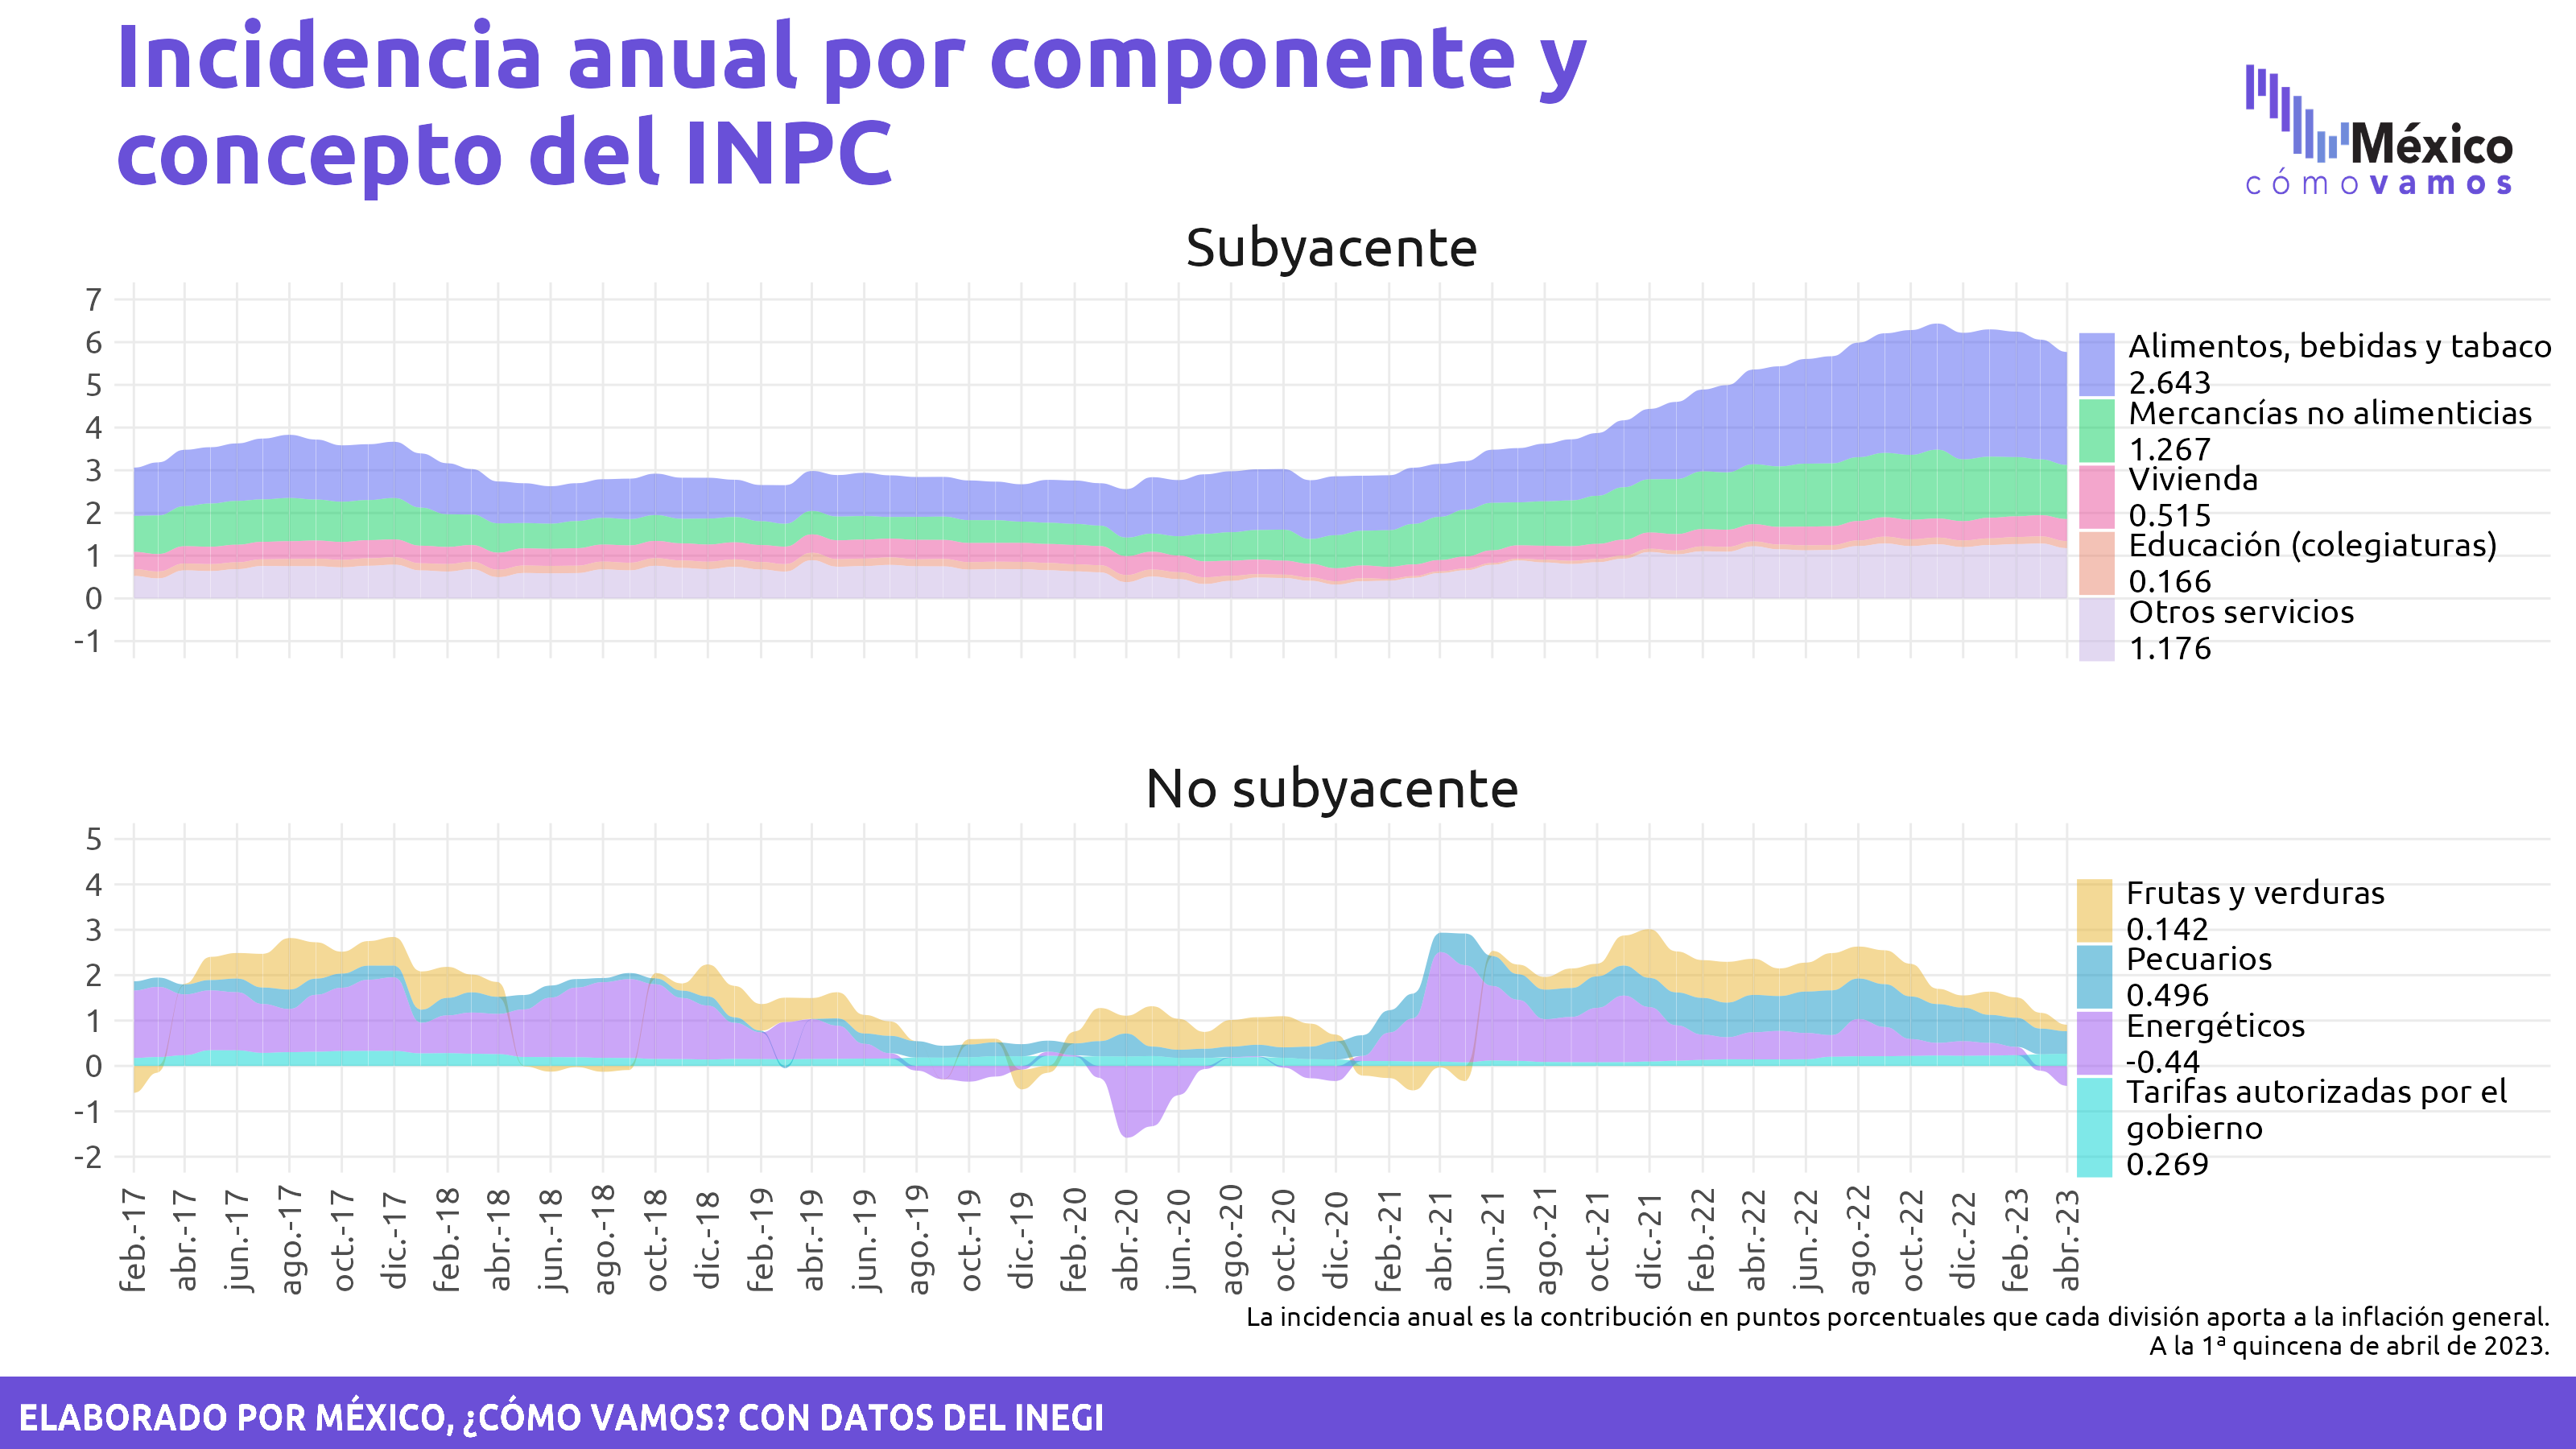 Incidencia anual por componente y
concepto del INPC
México
cómo vamos
Subyacente
7
6
5
4
3
2
1
0
-1
Alimentos, bebidas y tabaco
2.643
Mercancías no alimenticias
1.267
Vivienda
0.515
Educación (colegiaturas)
0.166
Otros servicios
1.176
No subyacente
5
4
3
2
1
0
-1
-2
Frutas y verduras
0.142
Pecuarios
0.496
Energéticos
-0.44
Tarifas autorizadas por el
gobierno
0.269
feb.-17
abr.-17
jun.-17
ago.-17
oct.-17
dic.-17
feb.-18
abr.-18
jun.-18
ago.-18
oct.-18
dic.-18
feb.-19
abr.-19
jun.-19
ago.-19
oct.-19
dic.-19
feb.-20
abr.-20
jun.-20
ago.-20
oct.-20
dic.-20
feb.-21
abr.-21
jun.-21
ago.-21
oct.-21
dic.-21
feb.-22
abr.-22
jun.-22
ago.-22
oct.-22
dic.-22
feb.-23
abr.-23
La incidencia anual es la contribución en puntos porcentuales que cada división aporta a la inflación general.
A la 1ª quincena de abril de 2023.
ELABORADO POR MÉXICO, ¿CÓMO VAMOS? CON DATOS DEL INEGI